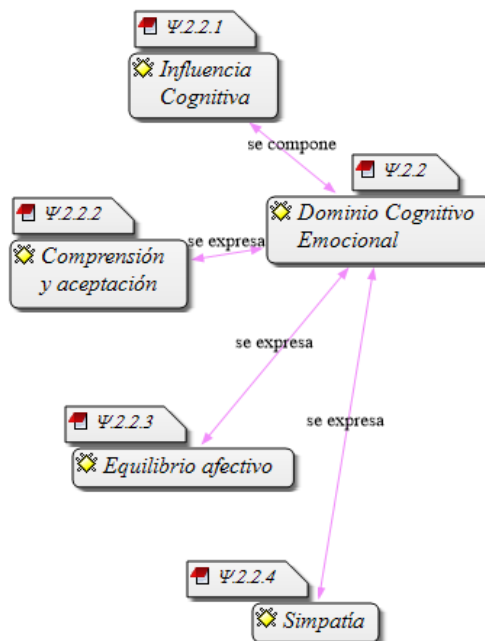 Ψ.2.2.1
Influencia
Cognitiva
se compone
Ψ.2.2
Dominio Cognitivo
Emocional
Ψ.2.2.2
Comprensión
y aceptación
se expresa
se expresa
Ψ.2.2.3
Equilibrio afectivo
se expresa
Ψ.2.2.4
Simpatía